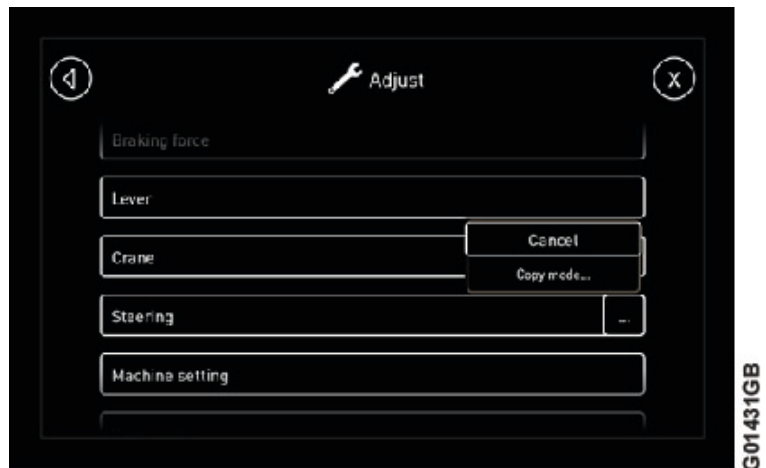 Adjust
X
Braking force
Lever
Cancel
Crane
Copy mode...
Steering
...
Machine setting
G01431GB